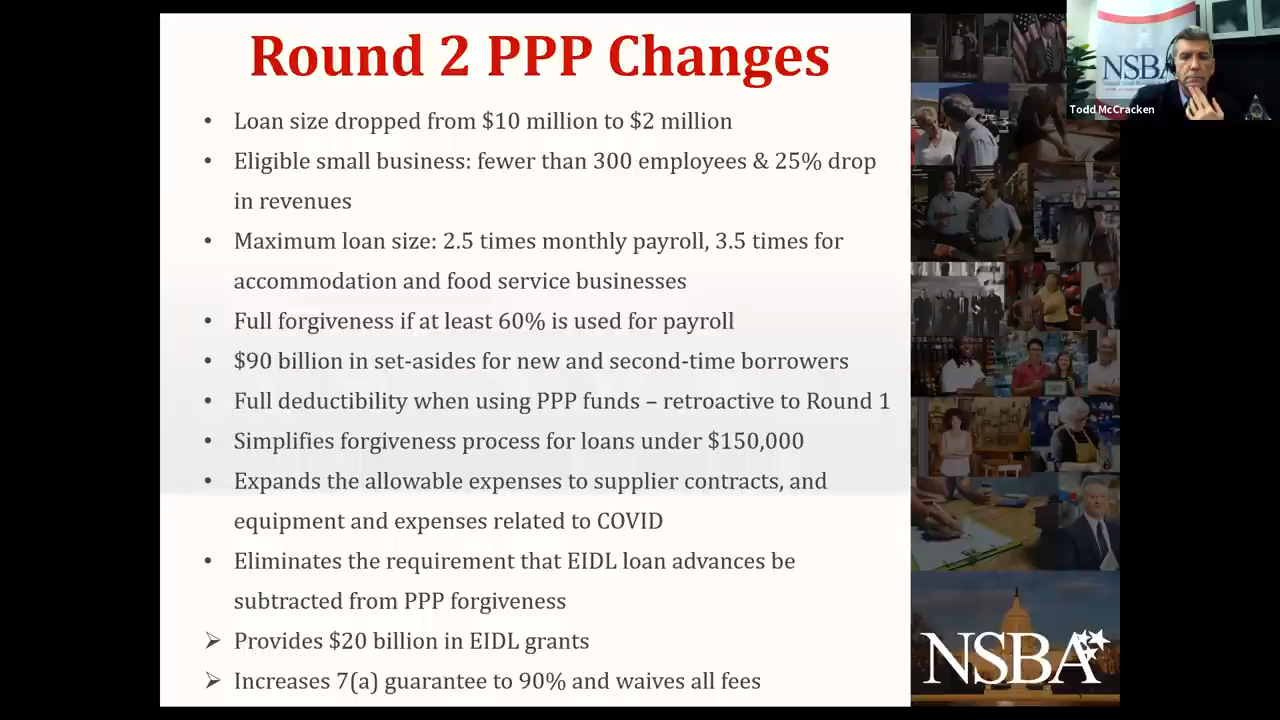 Round 2 PPP Changes
• Loan size dropped from $10 million to $2 million
• Eligible small business: fewer than 300 employees & 25% drop
in revenues
• Maximum loan size: 2.5 times monthly payroll, 3.5 times for
accommodation and food service businesses
• Full forgiveness if at least 60% is used for payroll
• $90 billion in set-asides for new and second-time borrowers
• Full deductibility when using PPP funds – retroactive to Round 1
• Simplifies forgiveness process for loans under $150,000
• Expands the allowable expenses to supplier contracts, and
equipment and expenses related to COVID
• Eliminates the requirement that EIDL loan advances be
subtracted from PPP forgiveness
➢ Provides $20 billion in EIDL grants
➢ Increases 7(a) guarantee to 90% and waives all fees
NSBA
Todd McCracken
NSBA